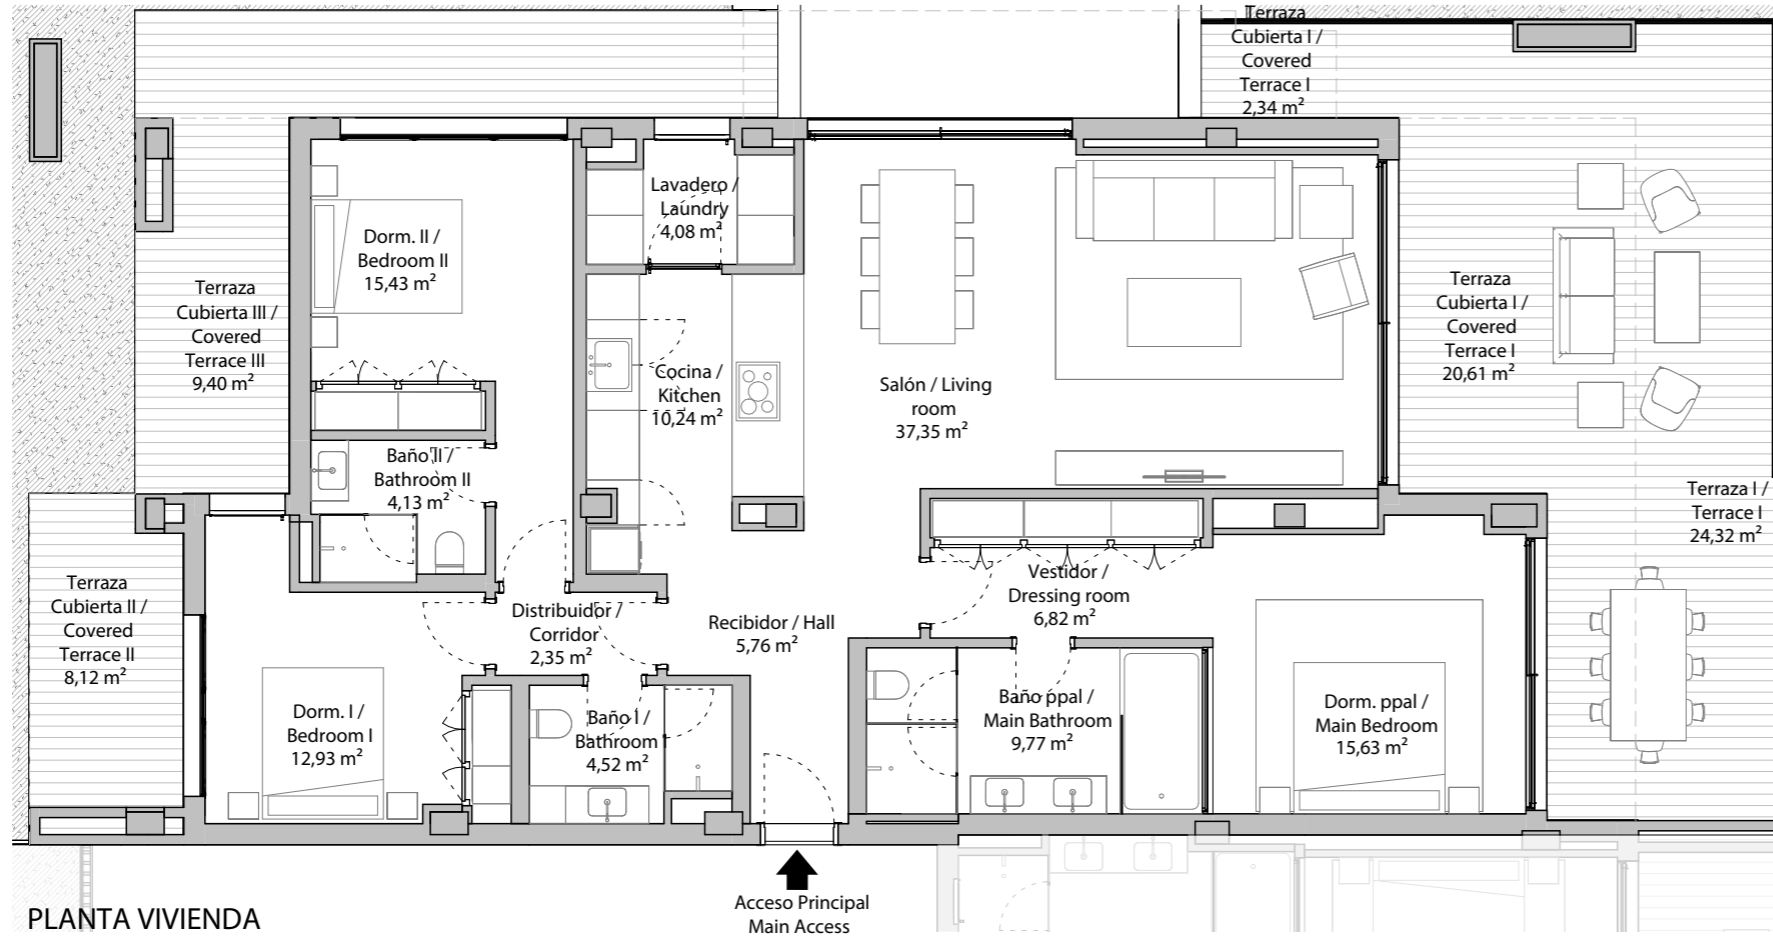 Terraza
Cubierta I /
Covered
Terrace I
2,34 m²
Lavadero /
Laundry
4,08 m²
Dorm. II /
Bedroom II
15,43 m²
Terraza
Cubierta III /
Covered
Terrace III
9,40 m²
Terraza
Cubierta I /
Covered
Terrace I
20,61 m²
Cocina /
Kitchen
10,24 m²
Salón / Living
room
37,35 m²
Baño II /
Bathroom II
4,13 m²
Terraza I /
Terrace I
24,32 m²
Terraza
Cubierta II /
Covered
Terrace II
8,12 m²
Distribuidor /
Corridor
2,35 m²
Recibidor / Hall
5,76 m²
Vestidor /
Dressing room
6,82 m²
Dorm. I /
Bedroom I
12,93 m²
Baño I /
Bathroom I
4,52 m²
Baño ppal /
Main Bathroom
9,77 m²
Dorm. ppal /
Main Bedroom
15,63 m²
Acceso Principal
Main Access
PLANTA VIVIENDA